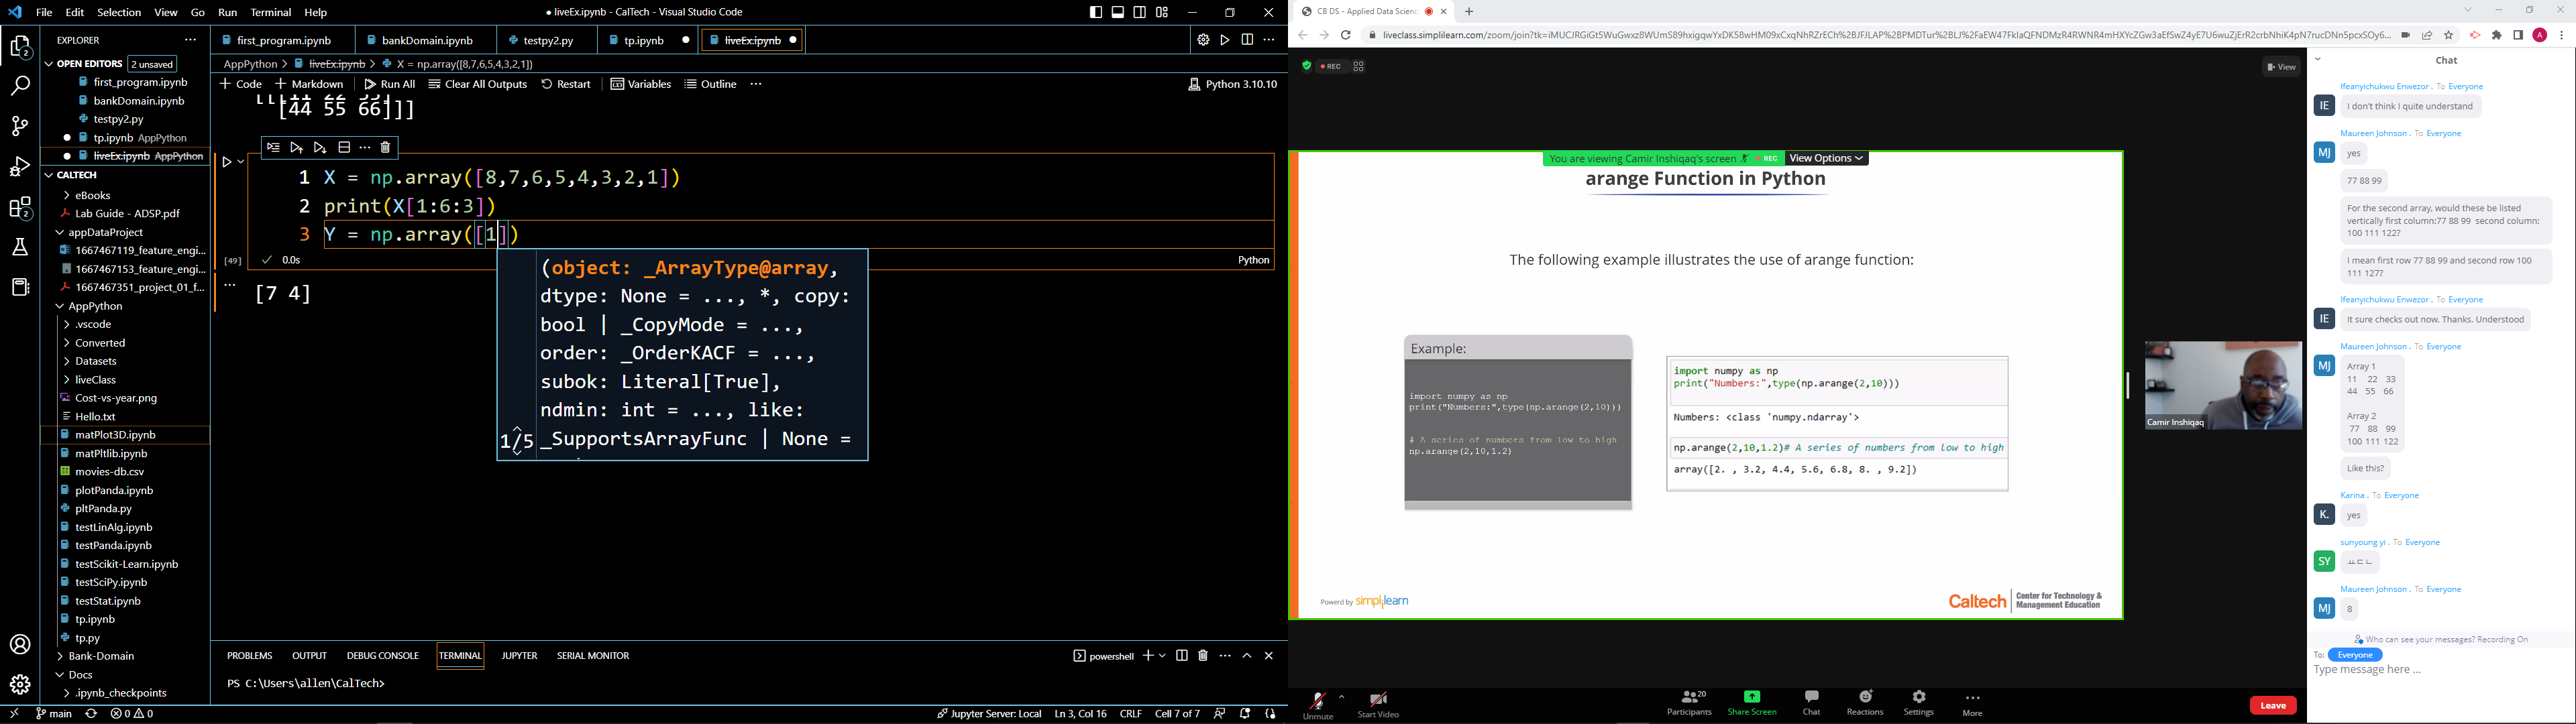 File Edit Selection View Go Run Terminal Help
● liveEx.ipynb - CalTech - Visual Studio Code
EXPLORER
OPEN EDITORS 2 unsaved
first_program.ipynb
bankDomain.ipynb
testpy2.py
tp.ipynb AppPython
liveEx.ipynb AppPython
CALTECH
eBooks
Lab Guide - ADSP.pdf
appDataProject
1667467119_feature_engi...
1667467153_feature_engi...
1667467351_project_01_f...
AppPython
.vscode
Converted
Datasets
liveClass
Cost-vs-year.png
Hello.txt
matPlot3D.ipynb
matPltlib.ipynb
movies-db.csv
plotPanda.ipynb
pltPanda.py
testLinAlg.ipynb
testPanda.ipynb
testScikit-Learn.ipynb
testSciPy.ipynb
testStat.ipynb
tp.ipynb
tp.py
Bank-Domain
Docs
.ipynb_checkpoints
first_program.ipynb bankDomain.ipynb testpy2.py tp.ipynb liveEx.ipynb
AppPython > liveEx.ipynb > X = np.array([8,7,6,5,4,3,2,1])
+ Code + Markdown Run All Clear All Outputs Restart Variables Outline ... Python 3.10.10
[44 55 66]]]
1 X = np.array([8,7,6,5,4,3,2,1])
2 print(X[1:6:3])
3 Y = np.array([1])
[49] 0.0s Python
[7 4]
(object: _ArrayType@array,
dtype: None = ..., *, copy:
bool | _CopyMode = ...,
order: _OrderKACF = ...,
subok: Literal[True],
ndmin: int = ..., like:
1/5 _SupportsArrayFunc | None =
PROBLEMS OUTPUT DEBUG CONSOLE TERMINAL JUPYTER SERIAL MONITOR
powershell
PS C:\Users\allen\CalTech>
main 0 0
Jupyter Server: Local Ln 3, Col 16 CRLF Cell 7 of 7
CB DS - Applied Data Scienc
REC
View
You are viewing Camir Inshiqaq's screen REC View Options
arange Function in Python
The following example illustrates the use of arange function:
Example:
import numpy as np
print("Numbers:",type(np.arange(2,10)))
# A series of numbers from low to high
np.arange(2,10,1.2)
import numpy as np
print("Numbers:",type(np.arange(2,10)))
Numbers: <class 'numpy.ndarray'>
np.arange(2,10,1.2)# A series of numbers from low to high
array([2. , 3.2, 4.4, 5.6, 6.8, 8. , 9.2])
Powerd by simplilearn
Caltech Center for Technology &
Management Education
Camir Inshiqaq
Unmute
Start Video
20
Participants
Share Screen
Chat
Reactions
Settings
More
Leave
Chat
Ifeanyichukwu Enwezor . To Everyone
IE
I don't think I quite understand
Maureen Johnson . To Everyone
MJ
yes
77 88 99
For the second array, would these be listed
vertically first column:77 88 99 second column:
100 111 122?
I mean first row 77 88 99 and second row 100
111 127?
Ifeanyichukwu Enwezor . To Everyone
IE
It sure checks out now. Thanks. Understood
Maureen Johnson . To Everyone
MJ
Array 1
11 22 33
44 55 66
Array 2
77 88 99
100 111 122
Like this?
Karina . To Everyone
K.
yes
sunyoung yi . To Everyone
SY
ㅛㄷㄴ
Maureen Johnson . To Everyone
MJ
8
Who can see your messages? Recording On
To: Everyone
Type message here ...